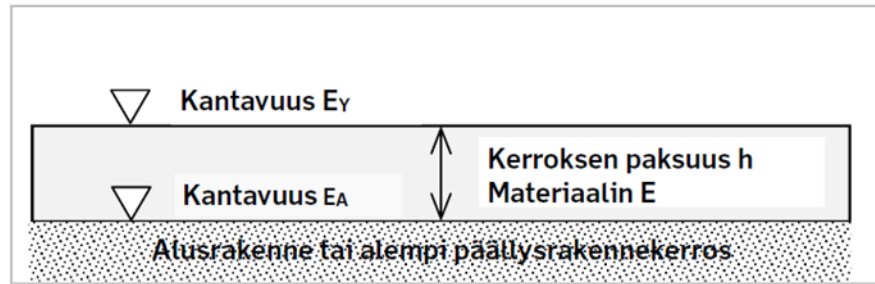 Kantavuus EY
Kerroksen paksuus h
Materiaalin E
Kantavuus EA
Alusrakenne tai alempi päällysrakennekerros